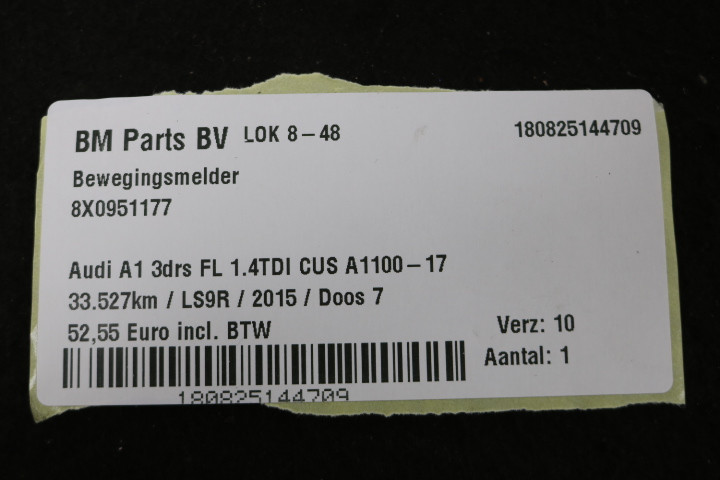 BM Parts BV LOK 8-48 180825144709
Bewegingsmelder
8X0951177
Audi A1 3drs FL 1.4TDI CUS A1100-17
33.527km / LS9R / 2015 / Doos 7
52,55 Euro incl. BTW Verz: 10
Aantal: 1
180825144709